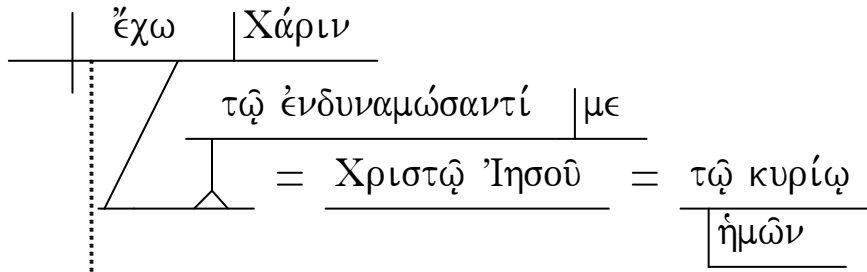 ἔχω Χάριν
τῷ ἐνδυναμώσαντί με
= Χριστῷ Ἰησοῦ = τῷ κυρίῳ
ἡμῶν